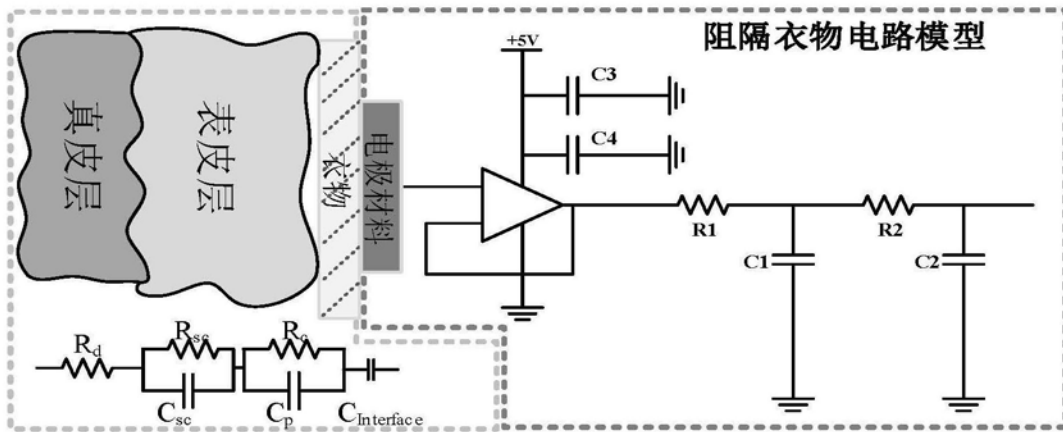 阻隔衣物电路模型
+5V
C3
C4
真皮层
表皮层
衣物
电极材料
R1
R2
C1
C2
Rd
Rsc
Rc
Csc
Cp
CInterface